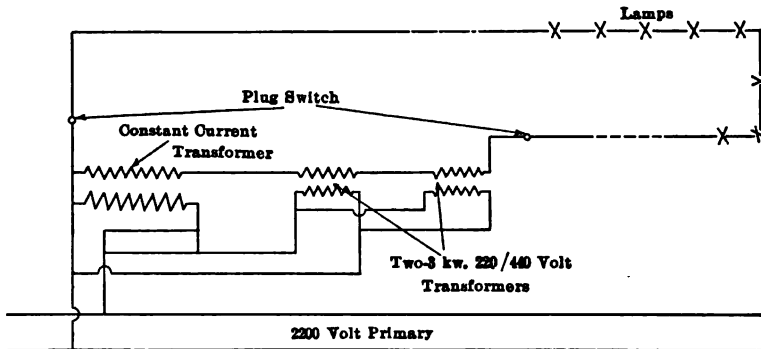 Lamps
Plug Switch
Constant Current
Transformer
Two-3 kw. 220/440 Volt
Transformers
2200 Volt Primary